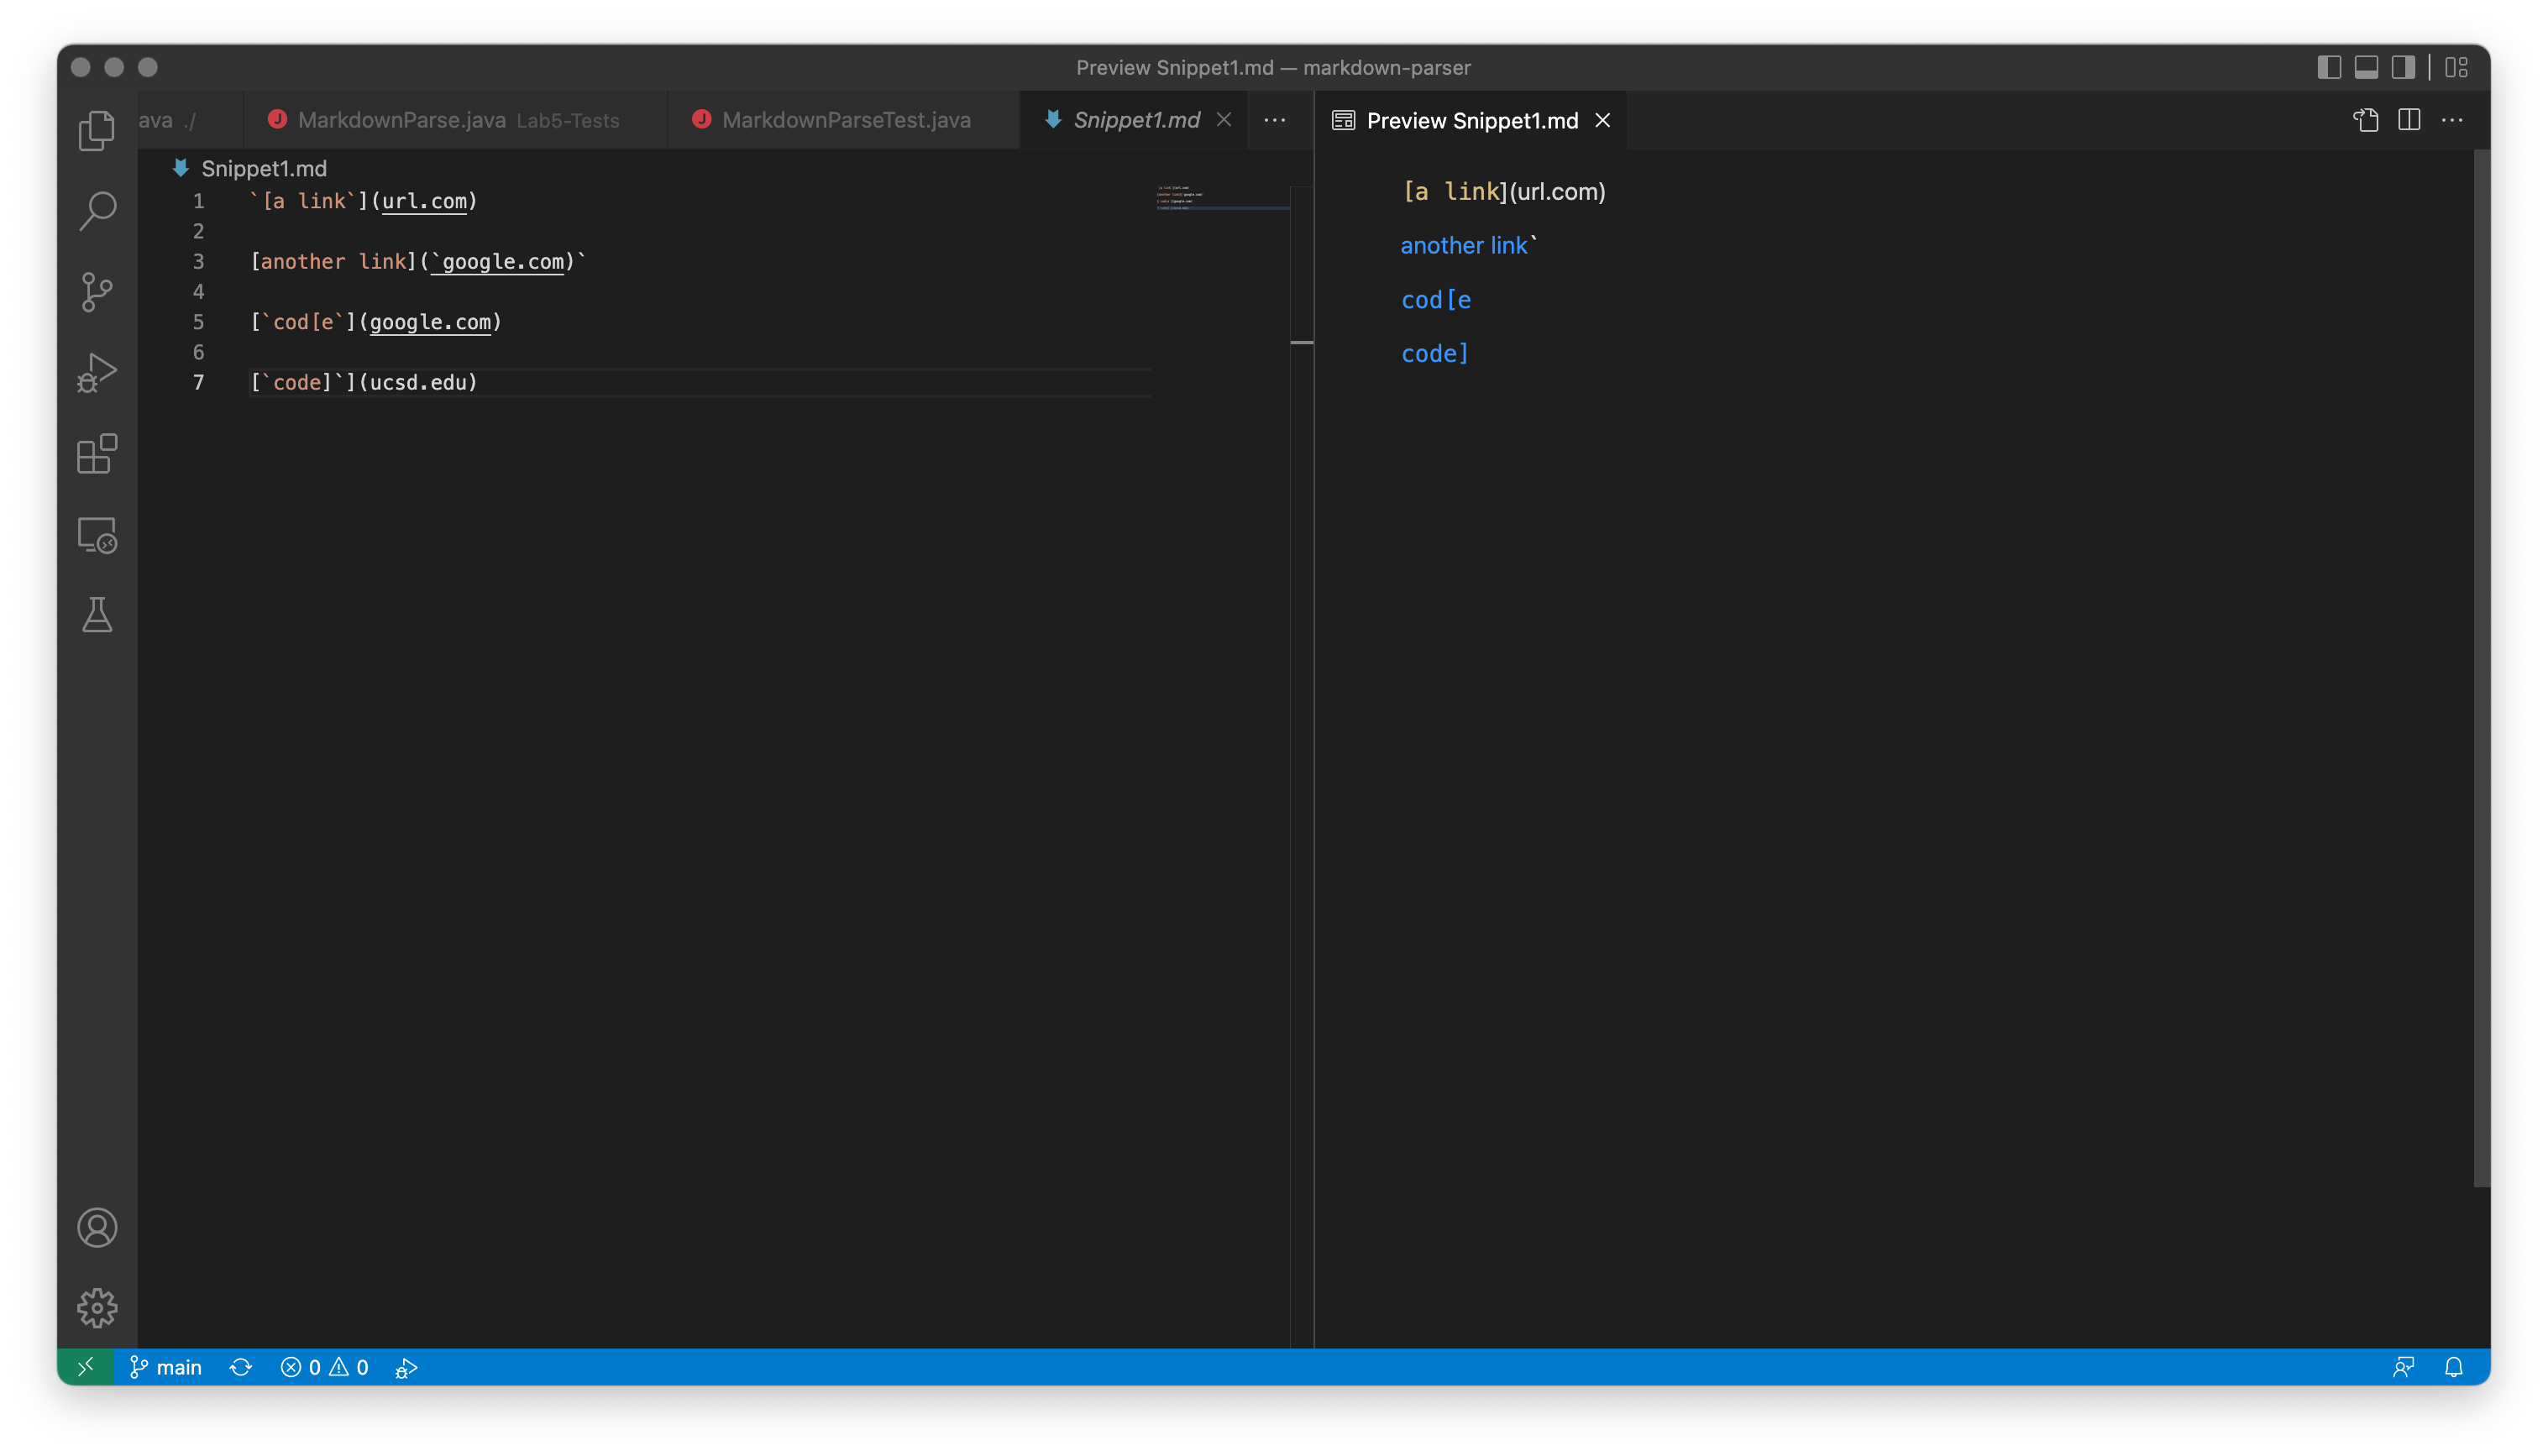 Preview Snippet1.md — markdown-parser
ava ./ MarkdownParse.java Lab5-Tests MarkdownParseTest.java Snippet1.md Preview Snippet1.md
Snippet1.md
1 `[a link`](url.com)
2
3 [another link](`google.com)`
4
5 [`cod[e`](google.com)
6
7 [`code]`](ucsd.edu)
[a link](url.com)
another link`
cod[e
code]
main 0 0